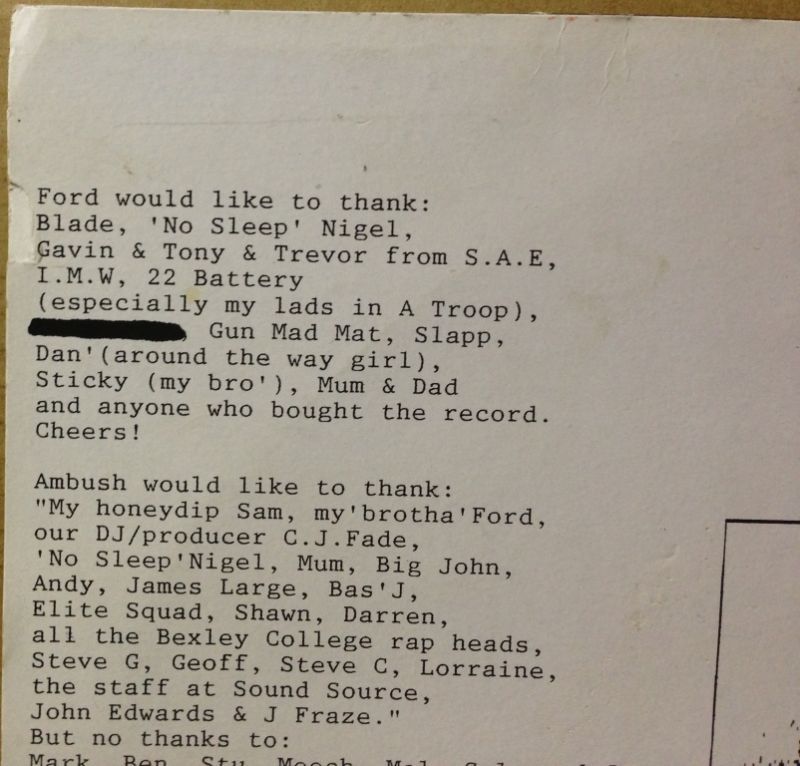 Ford would like to thank:
Blade, 'No Sleep' Nigel,
Gavin & Tony & Trevor from S.A.E,
I.M.W, 22 Battery
(especially my lads in A Troop),
Gun Mad Mat, Slapp,
Dan'(around the way girl),
Sticky (my bro'), Mum & Dad
and anyone who bought the record.
Cheers!
Ambush would like to thank:
"My honeydip Sam, my'brotha'Ford,
our DJ/producer C.J.Fade,
'No Sleep'Nigel, Mum, Big John,
Andy, James Large, Bas'J,
Elite Squad, Shawn, Darren,
all the Bexley College rap heads,
Steve G, Geoff, Steve C, Lorraine,
the staff at Sound Source,
John Edwards & J Fraze."
But no thanks to:
Mark, Ben, Stu, Mooch,